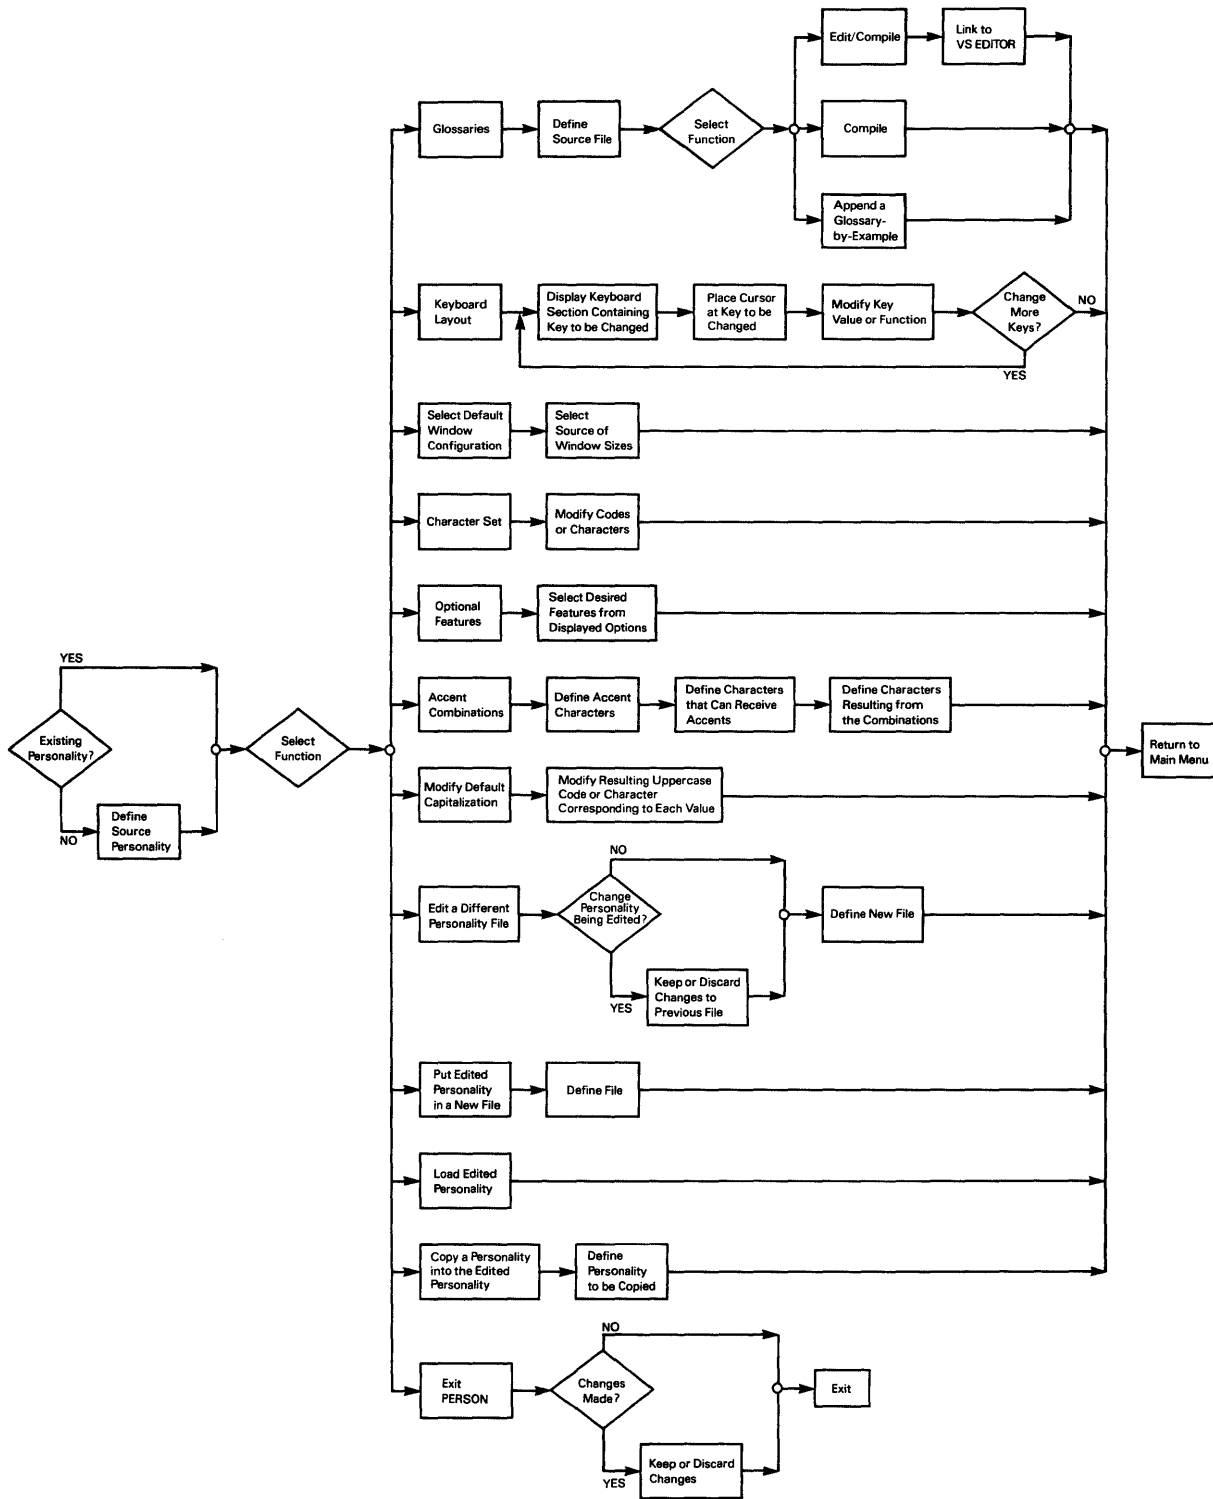 Edit/Compile
Link to
VS EDITOR
Glossaries
Define
Source File
Select
Function
Compile
Append a
Glossary-
by-Example
Keyboard
Layout
Display Keyboard
Section Containing
Key to be Changed
Place Cursor
at Key to be
Changed
Modify Key
Value or Function
Change
More
Keys?
NO
YES
Select Default
Window
Configuration
Select
Source of
Window Sizes
Character Set
Modify Codes
or Characters
Optional
Features
Select Desired
Features from
Displayed Options
YES
Existing
Personality?
NO
Define
Source
Personality
Select
Function
Accent
Combinations
Define Accent
Characters
Define Characters
that Can Receive
Accents
Define Characters
Resulting from
the Combinations
Return to
Main Menu
Modify Default
Capitalization
Modify Resulting Uppercase
Code or Character
Corresponding to Each Value
Edit a Different
Personality File
NO
Change
Personality
Being Edited?
YES
Keep or Discard
Changes to
Previous File
Define New File
Put Edited
Personality
in a New File
Define File
Load Edited
Personality
Copy a Personality
into the Edited
Personality
Define
Personality
to be Copied
Exit
PERSON
NO
Changes
Made?
YES
Keep or Discard
Changes
Exit